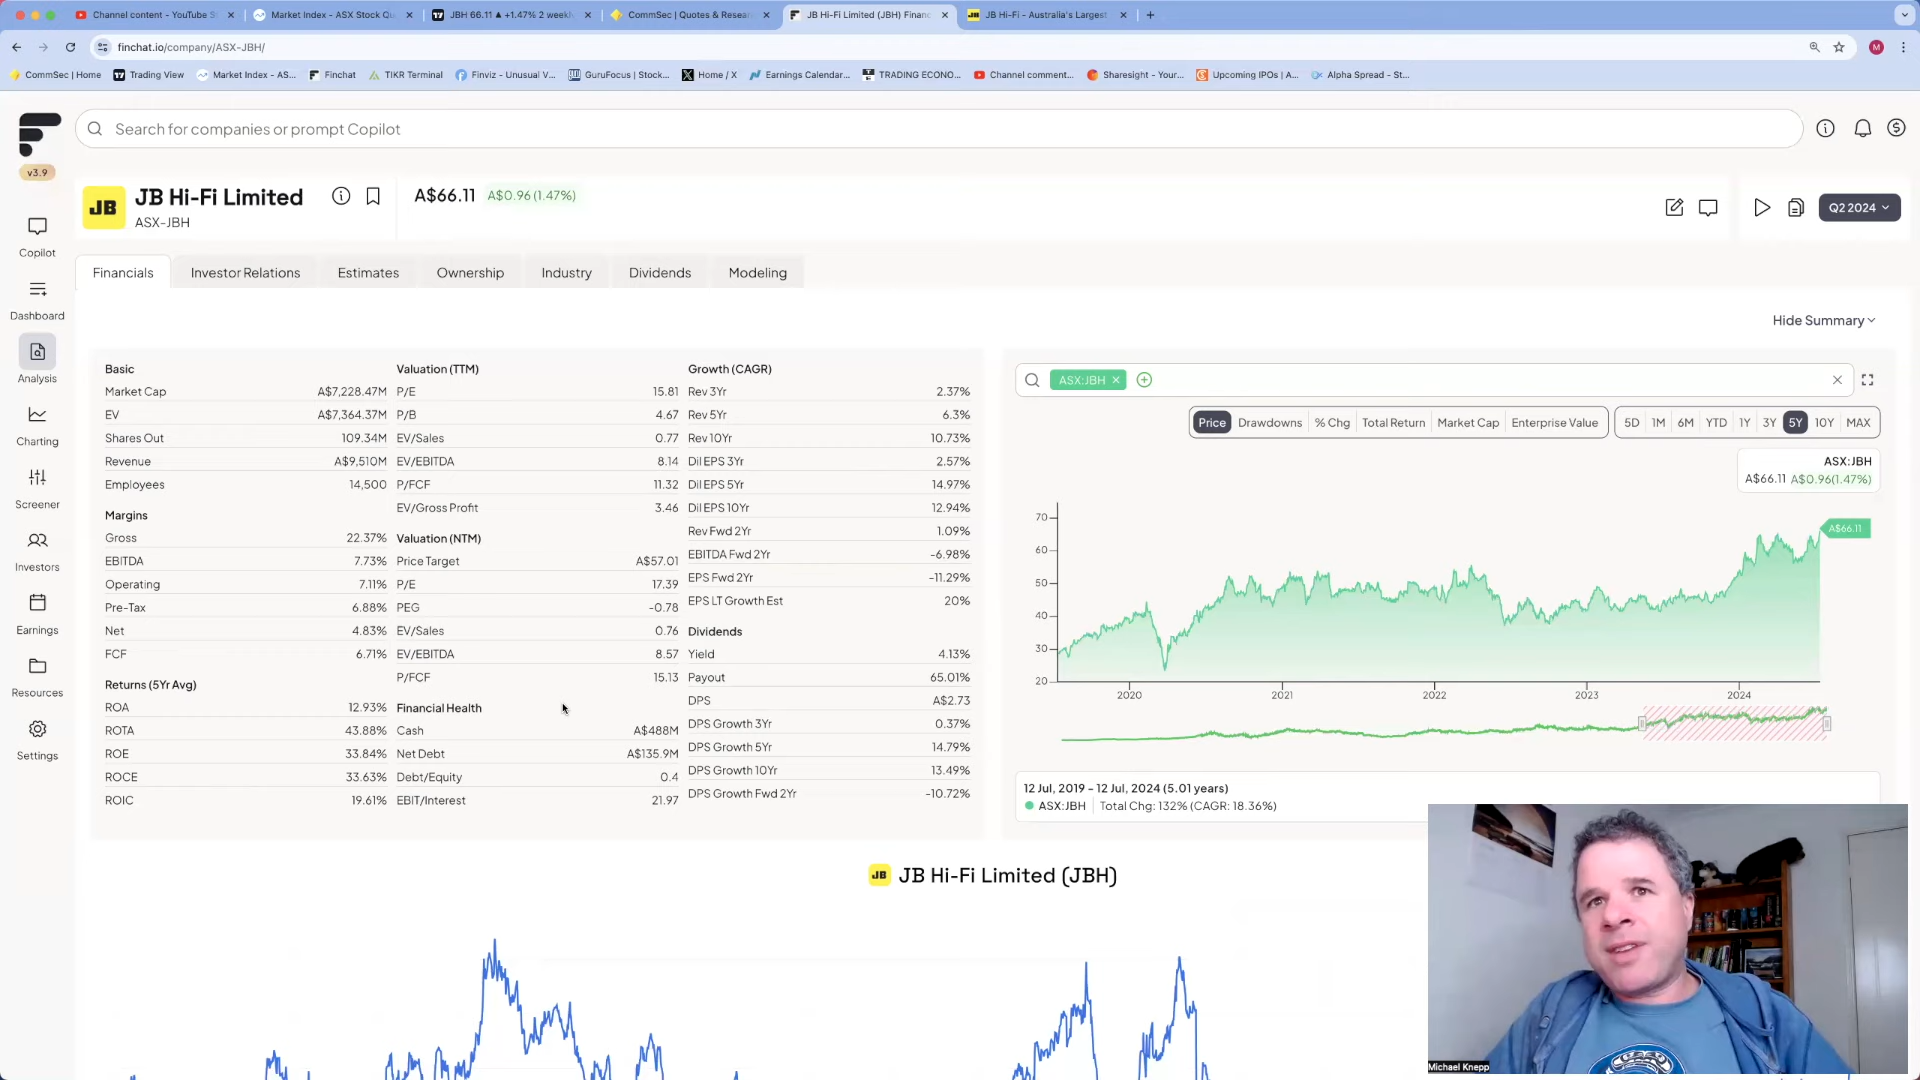 Channel content - YouTube S
Market Index - ASX Stock Qu
JBH 66.11 ▲ +1.47% 2 weekl
CommSec | Quotes & Resear
JB Hi-Fi Limited (JBH) Financ
JB Hi-Fi - Australia's Largest
finchat.io/company/ASX-JBH/
M
CommSec | Home
Trading View
Market Index - AS...
Finchat
TIKR Terminal
Finviz - Unusual V...
GuruFocus | Stock...
Home / X
Earnings Calendar...
TRADING ECONO...
Channel comment...
Sharesight - Your...
Upcoming IPOs | A...
Alpha Spread - St...
Search for companies or prompt Copilot
v3.9
JB
JB Hi-Fi Limited
ASX-JBH
A$66.11 A$0.96 (1.47%)
Q2 2024
Copilot
Dashboard
Analysis
Charting
Screener
Investors
Earnings
Resources
Settings
Financials
Investor Relations
Estimates
Ownership
Industry
Dividends
Modeling
Hide Summary
Basic
Market Cap A$7,228.47M
EV A$7,364.37M
Shares Out 109.34M
Revenue A$9,510M
Employees 14,500
Margins
Gross 22.37%
EBITDA 7.73%
Operating 7.11%
Pre-Tax 6.88%
Net 4.83%
FCF 6.71%
Returns (5Yr Avg)
ROA 12.93%
ROTA 43.88%
ROE 33.84%
ROCE 33.63%
ROIC 19.61%
Valuation (TTM)
P/E 15.81
P/B 4.67
EV/Sales 0.77
EV/EBITDA 8.14
P/FCF 11.32
EV/Gross Profit 3.46
Valuation (NTM)
Price Target A$57.01
P/E 17.39
PEG -0.78
EV/Sales 0.76
EV/EBITDA 8.57
P/FCF 15.13
Financial Health
Cash A$488M
Net Debt A$135.9M
Debt/Equity 0.4
EBIT/Interest 21.97
Growth (CAGR)
Rev 3Yr 2.37%
Rev 5Yr 6.3%
Rev 10Yr 10.73%
Dil EPS 3Yr 2.57%
Dil EPS 5Yr 14.97%
Dil EPS 10Yr 12.94%
Rev Fwd 2Yr 1.09%
EBITDA Fwd 2Yr -6.98%
EPS Fwd 2Yr -11.29%
EPS LT Growth Est 20%
Dividends
Yield 4.13%
Payout 65.01%
DPS A$2.73
DPS Growth 3Yr 0.37%
DPS Growth 5Yr 14.79%
DPS Growth 10Yr 13.49%
DPS Growth Fwd 2Yr -10.72%
ASX:JBH
Price Drawdowns % Chg Total Return Market Cap Enterprise Value
5D 1M 6M YTD 1Y 3Y 5Y 10Y MAX
ASX:JBH
A$66.11 A$0.96(1.47%)
70
A$66.11
60
50
40
30
20
2020 2021 2022 2023 2024
12 Jul, 2019 - 12 Jul, 2024 (5.01 years)
ASX:JBH Total Chg: 132% (CAGR: 18.36%)
JB JB Hi-Fi Limited (JBH)
Michael Knepp